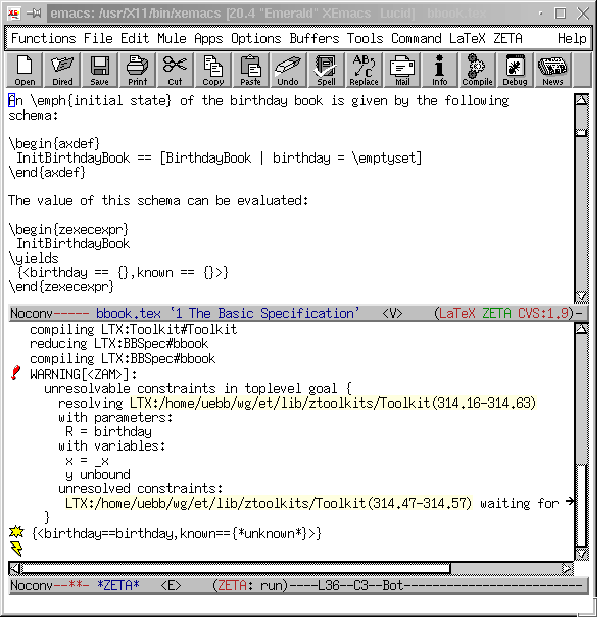 emacs: /usr/X11/bin/xemacs [20.4 "Emerald" XEmacs Lucid]
Functions File Edit Mule Apps Options Buffers Tools Command LaTeX ZETA Help
Open Dired Save Print Cut Copy Paste Undo Spell Replace Mail Info Compile Debug News
An \emph{initial state} of the birthday book is given by the following
schema:
\begin{axdef}
InitBirthdayBook == [BirthdayBook | birthday = \emptyset]
\end{axdef}
The value of this schema can be evaluated:
\begin{zexecexpr}
InitBirthdayBook
\yields
{<birthday == {},known == {}>}
\end{zexecexpr}
Noconv----- bbook.tex `1 The Basic Specification' <V> (LaTeX ZETA CVS:1.9)-
compiling LTX:Toolkit#Toolkit
reducing LTX:BBSpec#bbook
compiling LTX:BBSpec#bbook
WARNING[<ZAM>]:
unresolvable constraints in toplevel goal {
resolving LTX:/home/uebb/wg/et/lib/ztoolkits/Toolkit(314.16-314.63)
with parameters:
R = birthday
with variables:
x = _x
y unbound
unresolved constraints:
LTX:/home/uebb/wg/et/lib/ztoolkits/Toolkit(314.47-314.57) waiting for
}
{<birthday==birthday,known=={*unknown*}>}
Noconv--**- *ZETA* <E> (ZETA: run)----L36--C3--Bot-------------------------